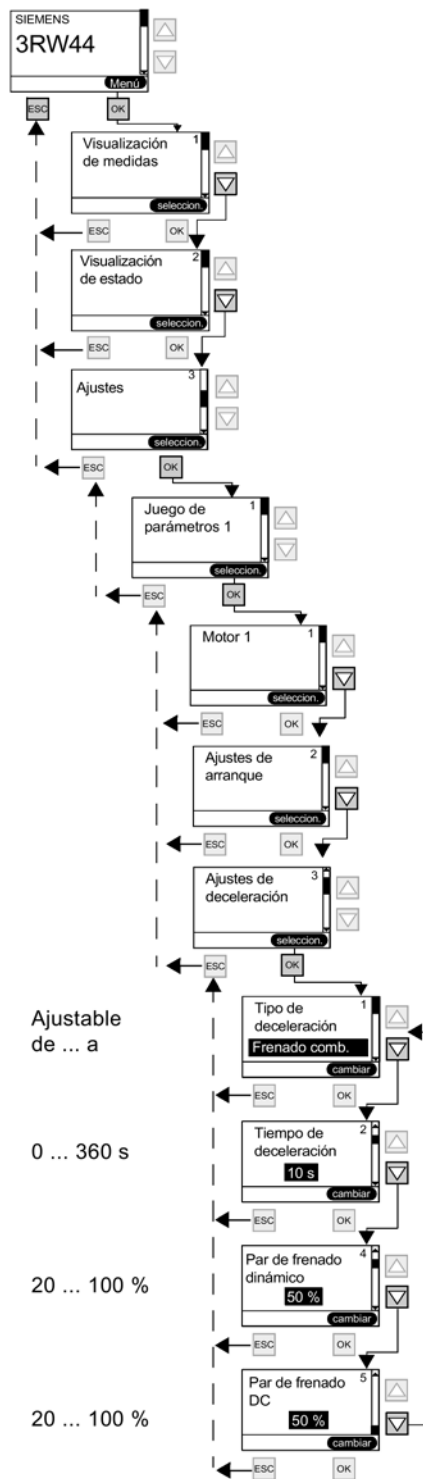 SIEMENS
3RW44
Menú
ESC
OK
Visualización
de medidas
1
seleccion.
ESC
OK
Visualización
de estado
2
seleccion.
ESC
OK
Ajustes
3
seleccion.
ESC
OK
Juego de
parámetros 1
1
seleccion.
ESC
OK
Motor 1
1
seleccion.
ESC
OK
Ajustes de
arranque
2
seleccion.
ESC
OK
Ajustes de
deceleración
3
seleccion.
ESC
OK
Ajustable
de ... a
Tipo de
deceleración
1
Frenado comb.
cambiar
ESC
OK
0 ... 360 s
Tiempo de
deceleración
2
10 s
cambiar
ESC
OK
20 ... 100 %
Par de frenado
dinámico
4
50 %
cambiar
ESC
OK
20 ... 100 %
Par de frenado
DC
5
50 %
cambiar
ESC
OK